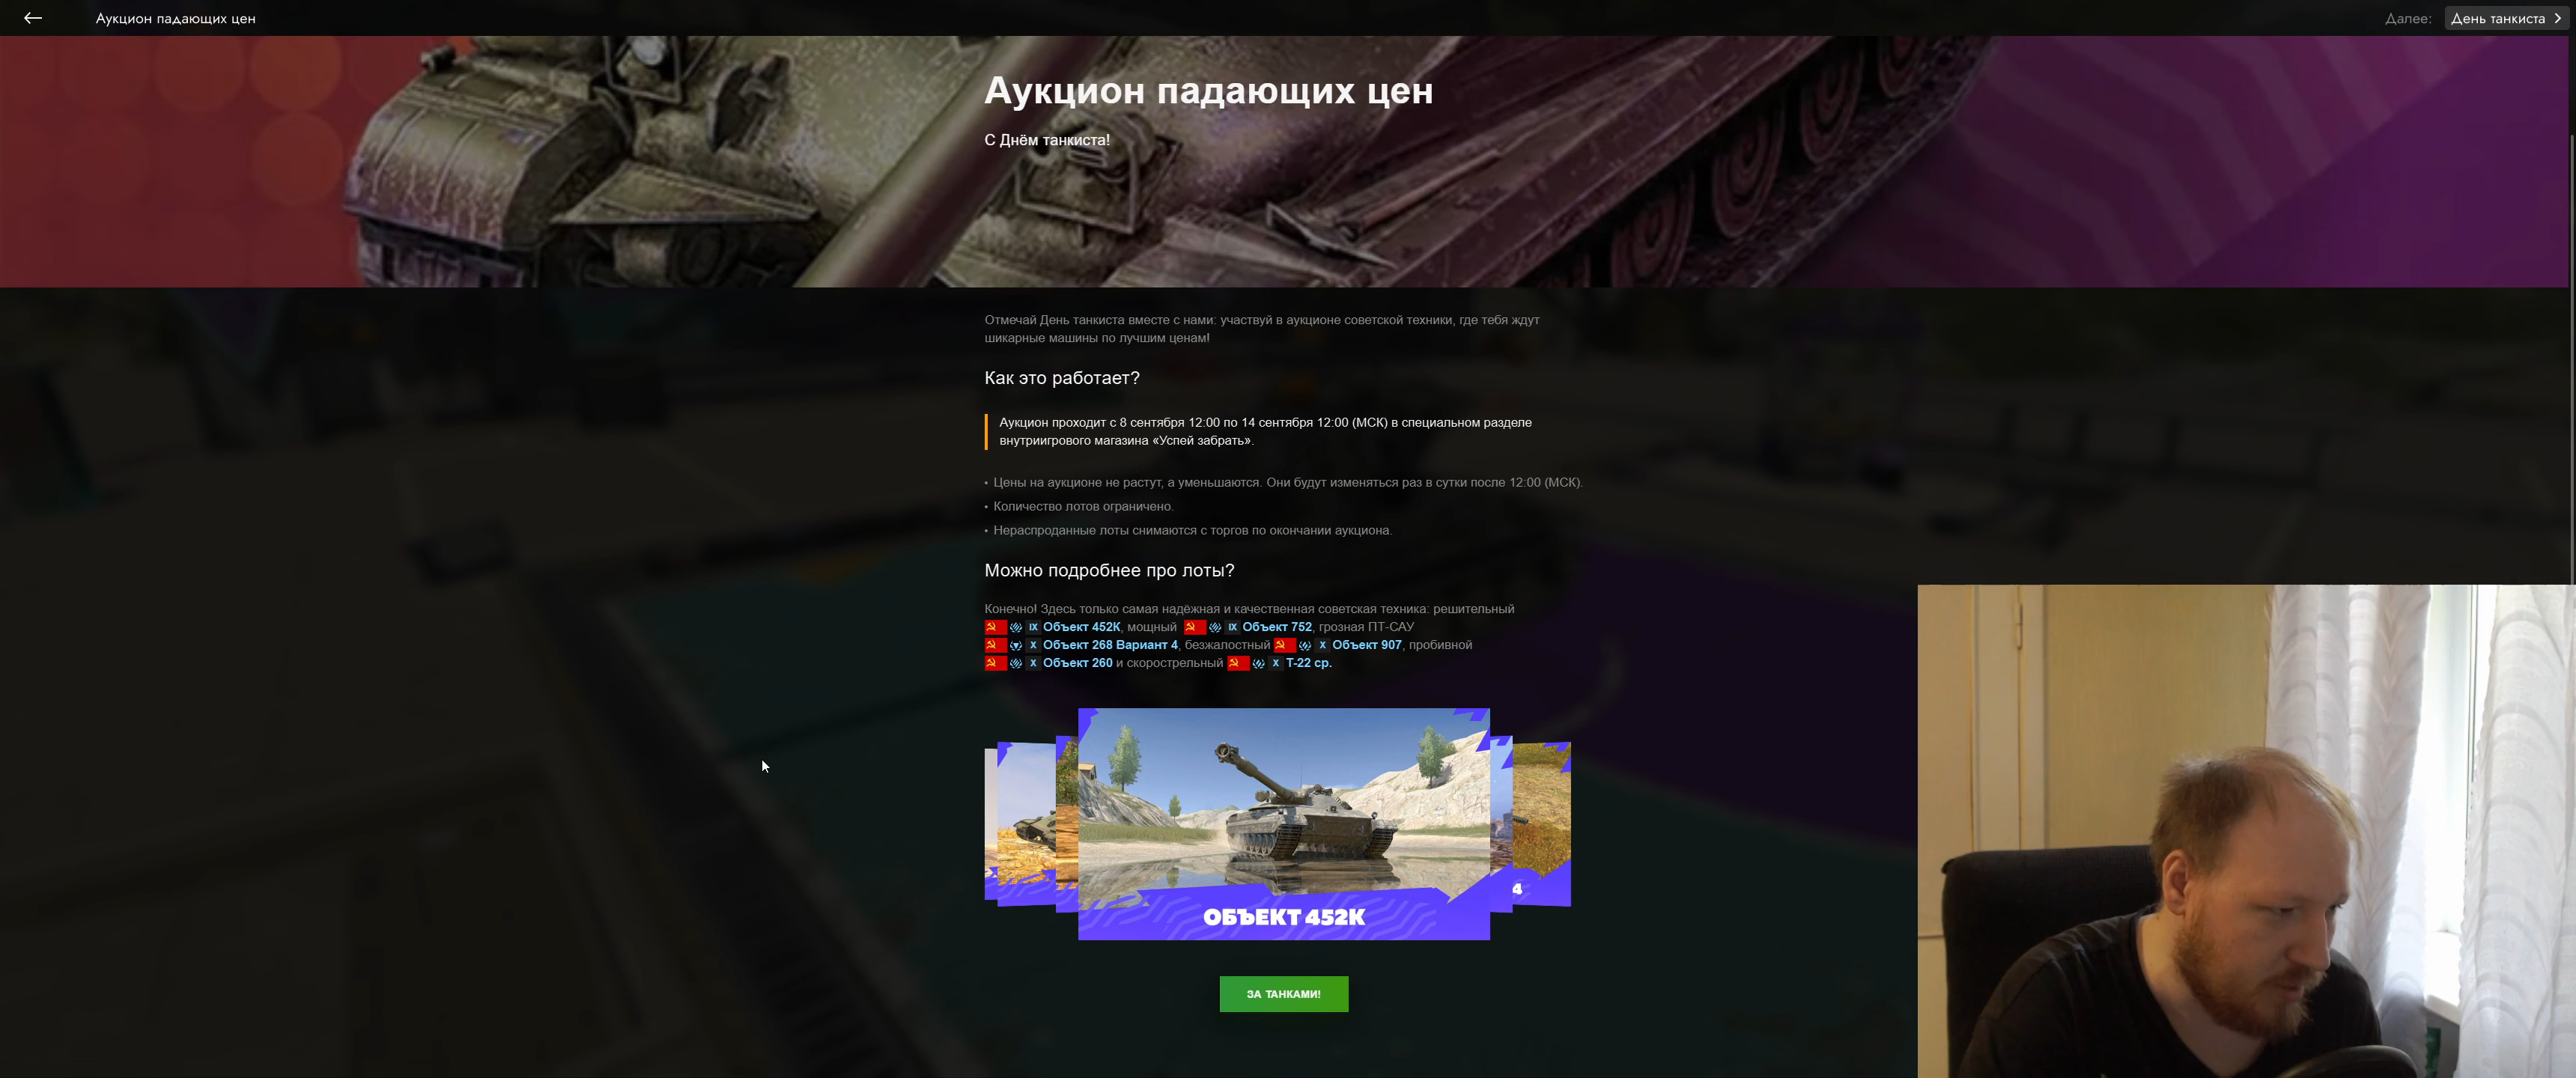 Аукцион падающих цен
Далее: День танкиста
Аукцион падающих цен
С Днём танкиста!
Отмечай День танкиста вместе с нами: участвуй в аукционе советской техники, где тебя ждут
шикарные машины по лучшим ценам!
Как это работает?
Аукцион проходит с 8 сентября 12:00 по 14 сентября 12:00 (МСК) в специальном разделе
внутриигрового магазина «Успей забрать».
• Цены на аукционе не растут, а уменьшаются. Они будут изменяться раз в сутки после 12:00 (МСК).
• Количество лотов ограничено.
• Нераспроданные лоты снимаются с торгов по окончании аукциона.
Можно подробнее про лоты?
Конечно! Здесь только самая надёжная и качественная советская техника: решительный
IX Объект 452К, мощный IX Объект 752, грозная ПТ-САУ
X Объект 268 Вариант 4, безжалостный X Объект 907, пробивной
X Объект 260 и скорострельный X Т-22 ср.
4
ОБЪЕКТ 452К
ЗА ТАНКАМИ!